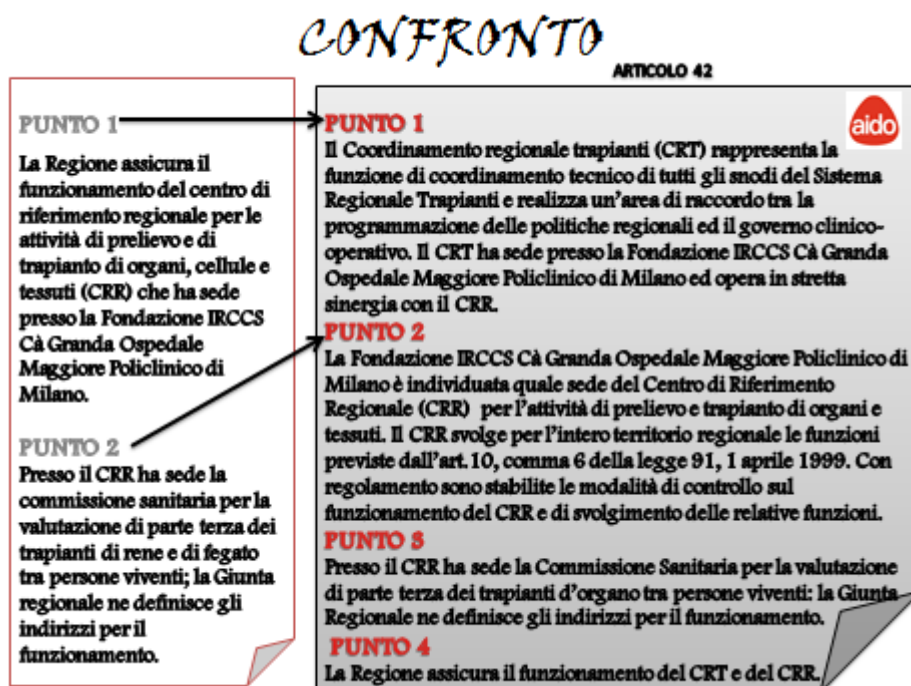 CONFRONTO
ARTICOLO 42
PUNTO 1
La Regione assicura il
funzionamento del centro di
riferimento regionale per le
attività di prelievo e di
trapianto di organi, cellule e
tessuti (CRR) che ha sede
presso la Fondazione IRCCS
Cà Granda Ospedale
Maggiore Policlinico di
Milano.
PUNTO 2
Presso il CRR ha sede la
commissione sanitaria per la
valutazione di parte terza dei
trapianti di rene e di fegato
tra persone viventi; la Giunta
regionale ne definisce gli
indirizzi per il
funzionamento.
aido
PUNTO 1
Il Coordinamento regionale trapianti (CRT) rappresenta la
funzione di coordinamento tecnico di tutti gli snodi del Sistema
Regionale Trapianti e realizza un'area di raccordo tra la
programmazione delle politiche regionali ed il governo clinico-
operativo. Il CRT ha sede presso la Fondazione IRCCS Cà Granda
Ospedale Maggiore Policlinico di Milano ed opera in stretta
sinergia con il CRR.
PUNTO 2
La Fondazione IRCCS Cà Granda Ospedale Maggiore Policlinico di
Milano è individuata quale sede del Centro di Riferimento
Regionale (CRR) per l'attività di prelievo e trapianto di organi e
tessuti. Il CRR svolge per l'intero territorio regionale le funzioni
previste dall'art. 10, comma 6 della legge 91, 1 aprile 1999. Con
regolamento sono stabilite le modalità di controllo sul
funzionamento del CRR e di svolgimento delle relative funzioni.
PUNTO 3
Presso il CRR ha sede la Commissione Sanitaria per la valutazione
di parte terza dei trapianti d'organo tra persone viventi: la Giunta
Regionale ne definisce gli indirizzi per il funzionamento.
PUNTO 4
La Regione assicura il funzionamento del CRT e del CRR.